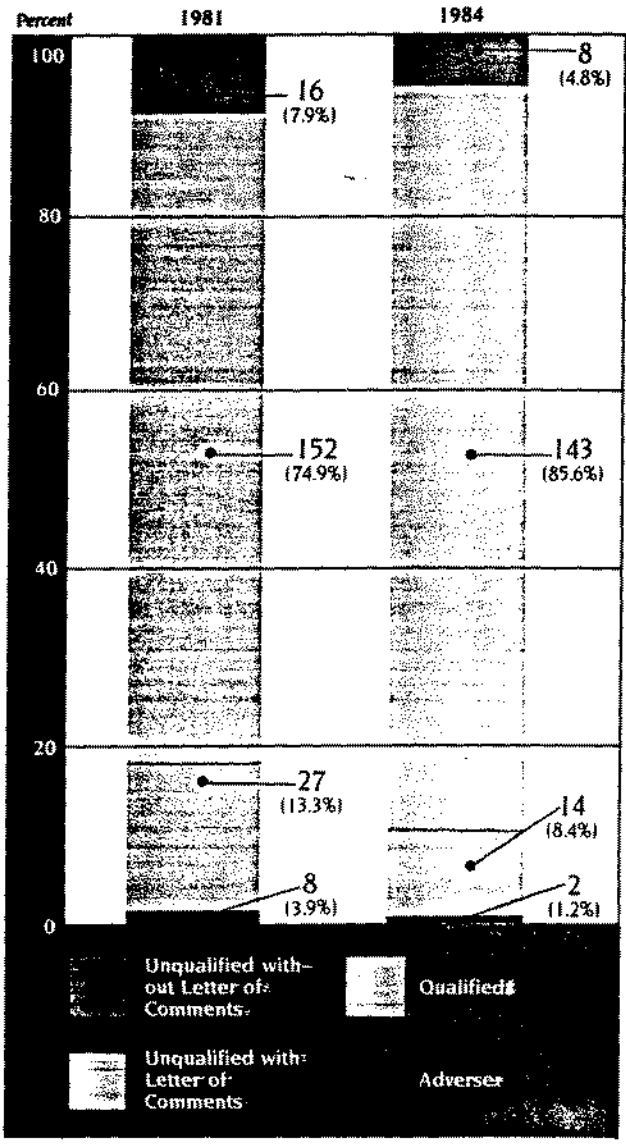 Percent 1981 1984
100
8
(4.8%)
16
(7.9%)
80
60
152
(74.9%)
143
(85.6%)
40
20
27
(13.3%)
14
(8.4%)
8
(3.9%)
2
(1.2%)
0
Unqualified with-
out Letter of
Comments
Qualified
Unqualified with
Letter of
Comments
Adverse